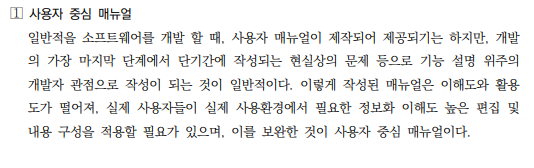 1 사용자 중심 매뉴얼
일반적을 소프트웨어를 개발 할 때, 사용자 매뉴얼이 제작되어 제공되기는 하지만, 개발
의 가장 마지막 단계에서 단기간에 작성되는 현실상의 문제 등으로 기능 설명 위주의
개발자 관점으로 작성이 되는 것이 일반적이다. 이렇게 작성된 매뉴얼은 이해도와 활용
도가 떨어져, 실제 사용자들이 실제 사용환경에서 필요한 정보화 이해도 높은 편집 및
내용 구성을 적용할 필요가 있으며, 이를 보완한 것이 사용자 중심 매뉴얼이다.